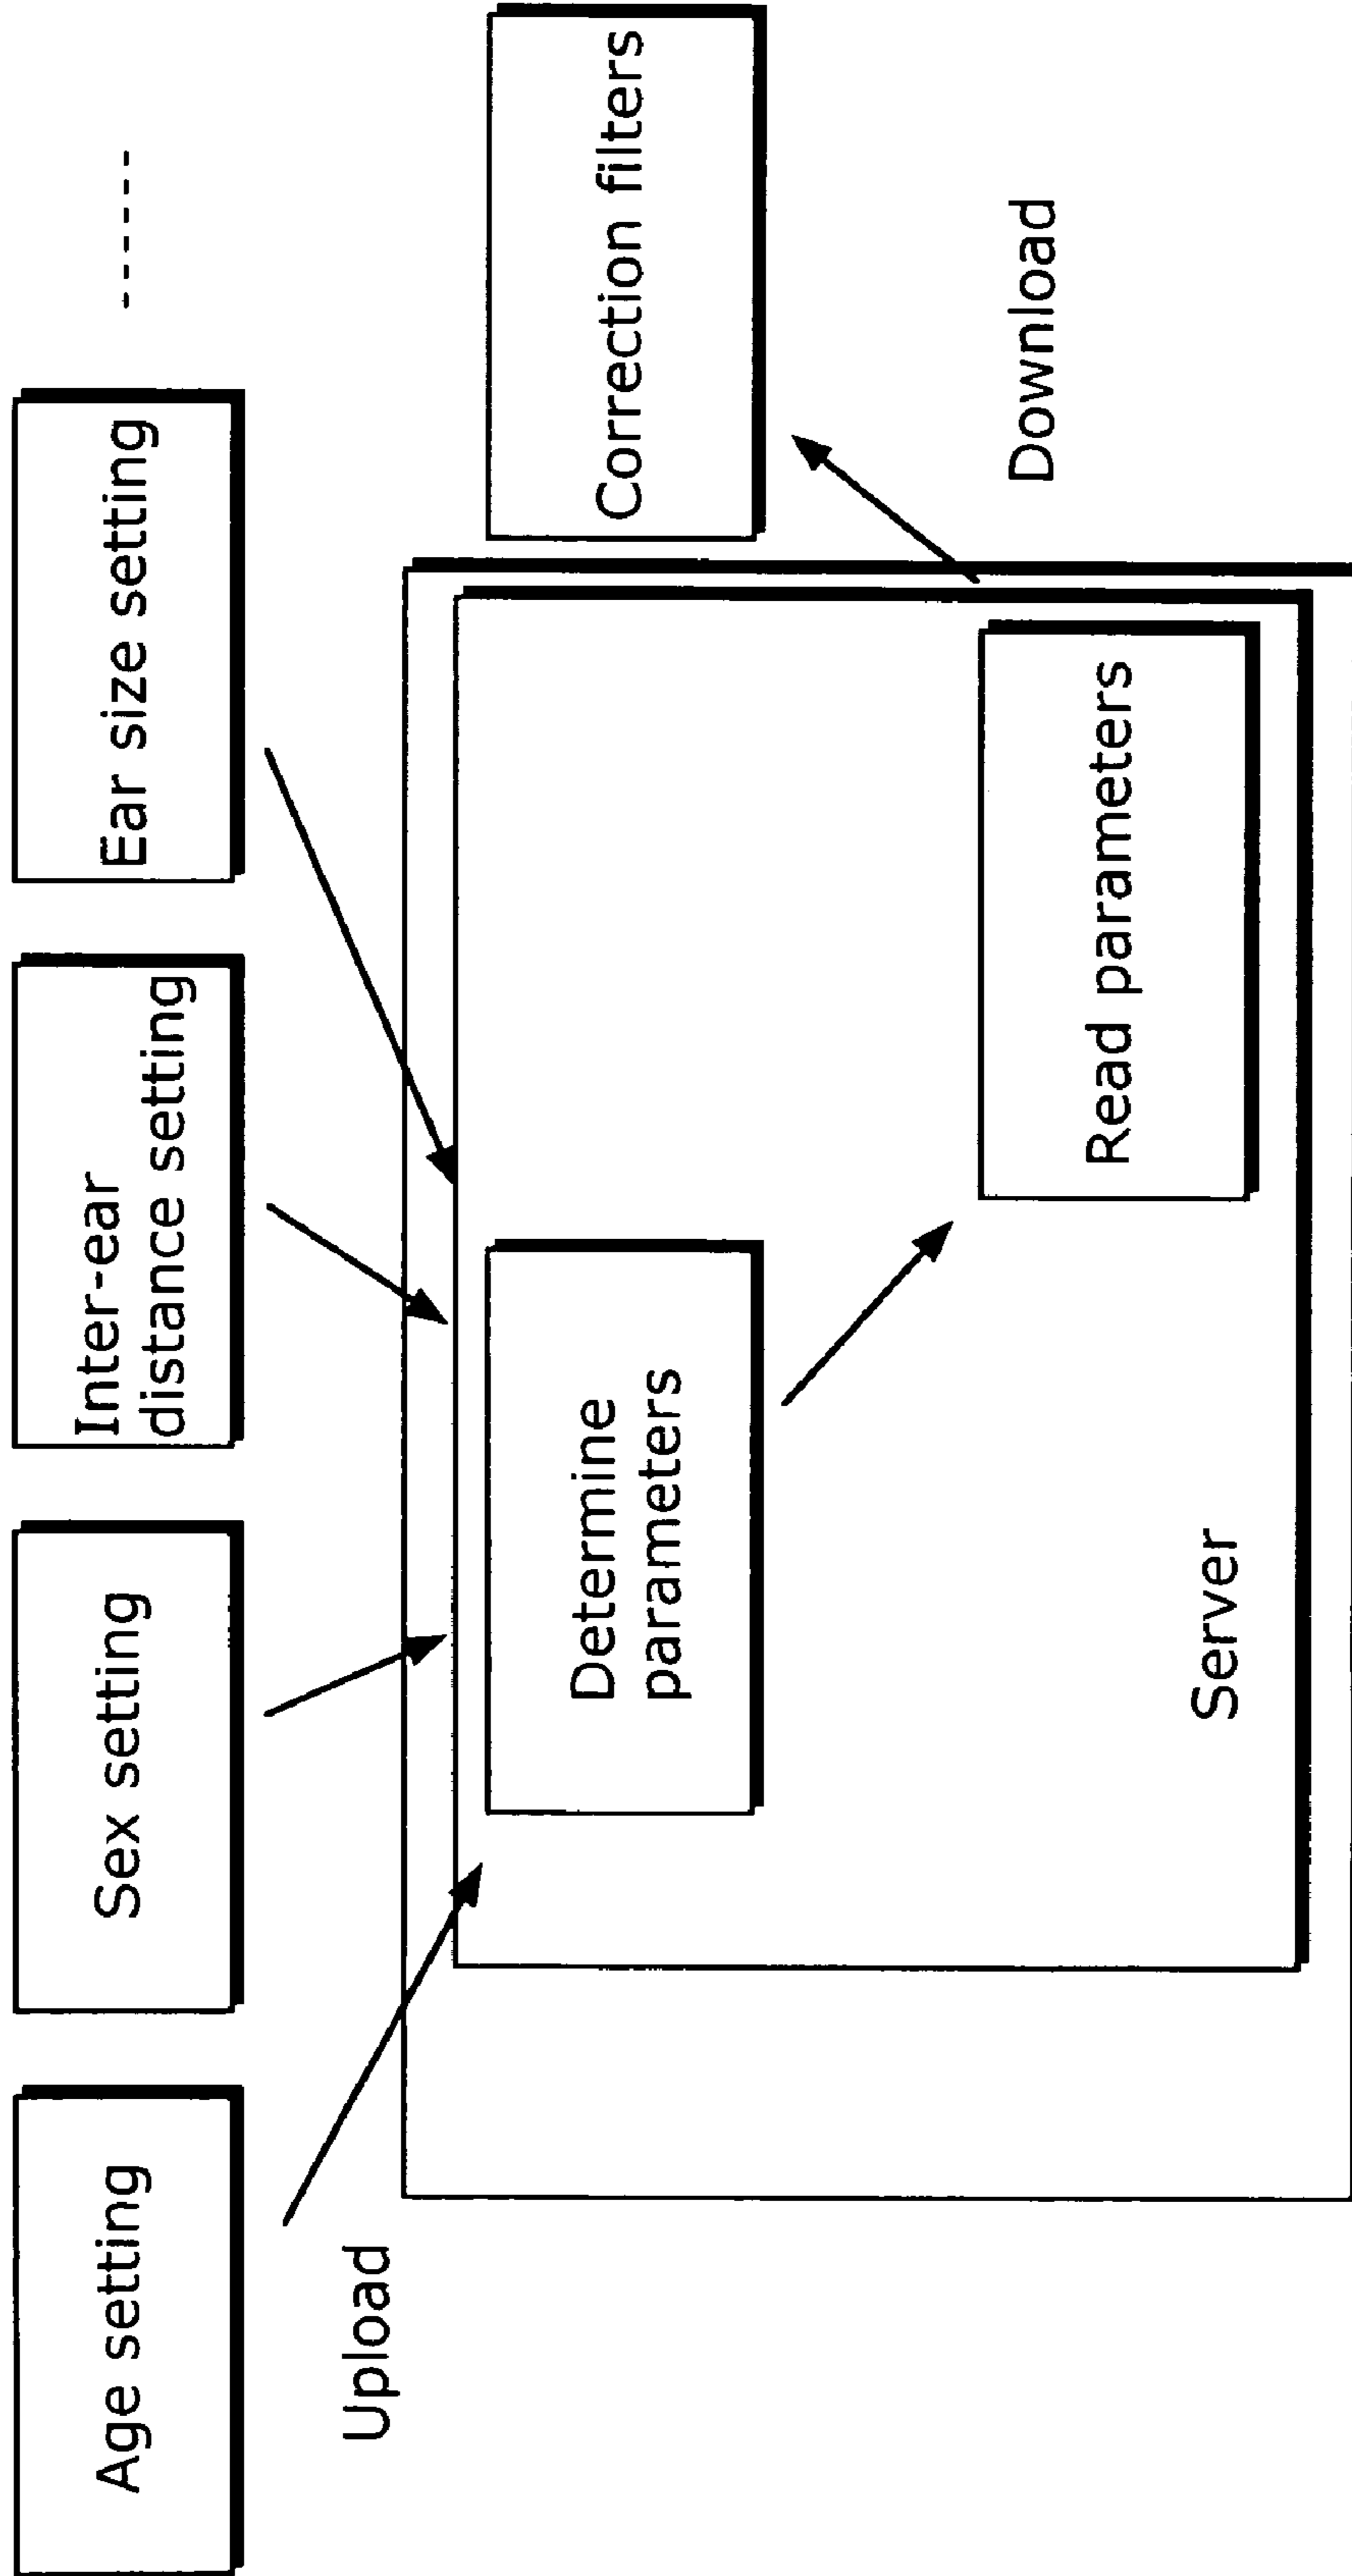 Age setting
Sex setting
Inter-ear
distance setting
Ear size setting
------
Upload
Determine
parameters
Correction filters
Read parameters
Download
Server